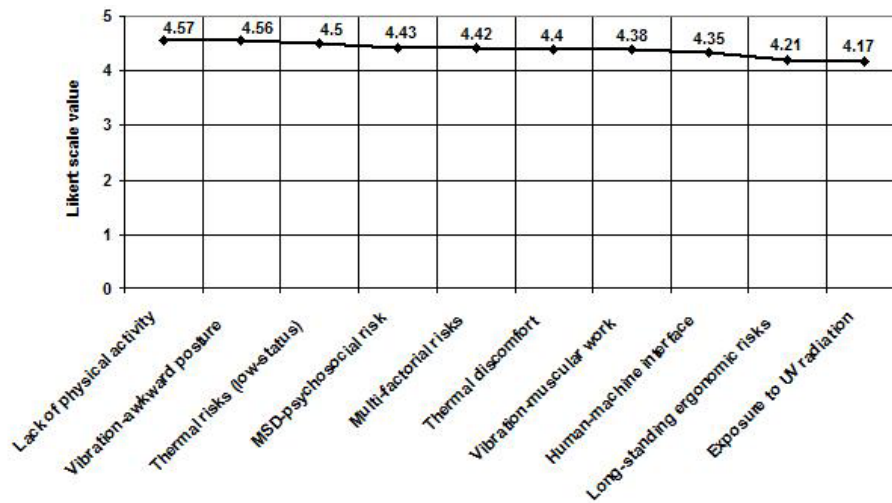 Likert scale value
5
4
3
2
1
0
4.57
4.56
4.5
4.43
4.42
4.4
4.38
4.35
4.21
4.17
Lack of physical activity
Vibration-awkward posture
Thermal risks (low-status)
MSD-psychosocial risk
Multi-factorial risks
Thermal discomfort
Vibration-muscular work
Human-machine interface
Long-standing ergonomic risks
Exposure to UV radiation